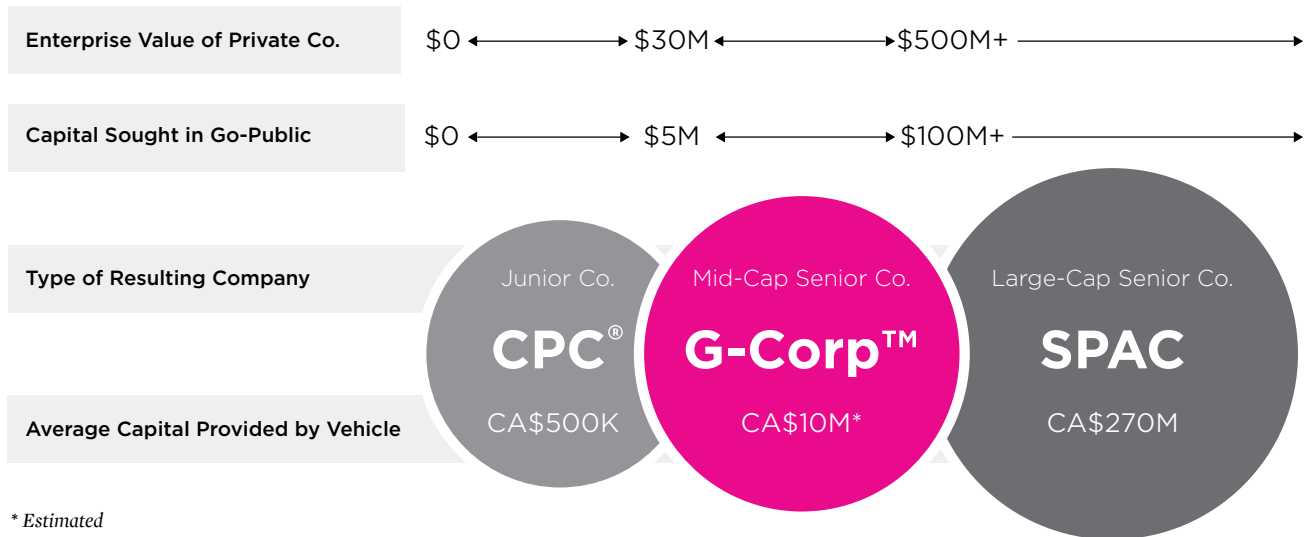 Enterprise Value of Private Co. $0 $30M $500M+
Capital Sought in Go-Public $0 $5M $100M+
Type of Resulting Company Junior Co. Mid-Cap Senior Co. Large-Cap Senior Co.
CPC® G-Corp™ SPAC
Average Capital Provided by Vehicle CA$500K CA$10M* CA$270M
* Estimated